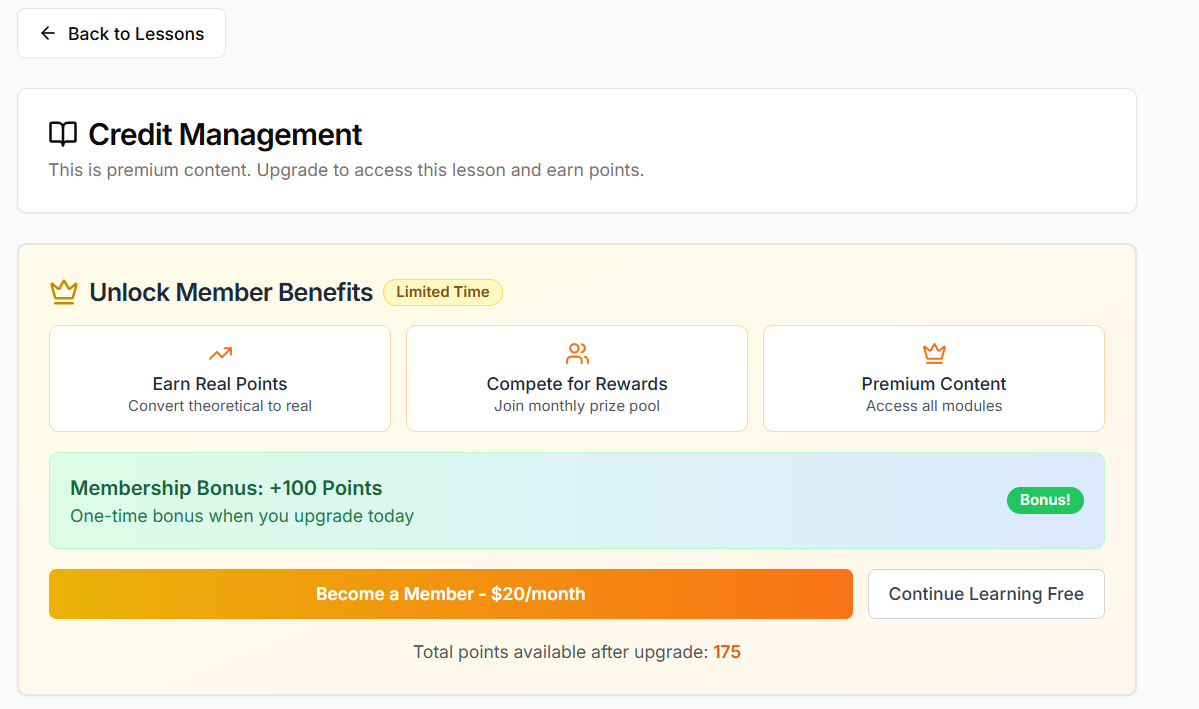 Back to Lessons
Credit Management
This is premium content. Upgrade to access this lesson and earn points.
Unlock Member Benefits Limited Time
Earn Real Points
Convert theoretical to real
Compete for Rewards
Join monthly prize pool
Premium Content
Access all modules
Membership Bonus: +100 Points
One-time bonus when you upgrade today
Bonus!
Become a Member - $20/month
Continue Learning Free
Total points available after upgrade: 175